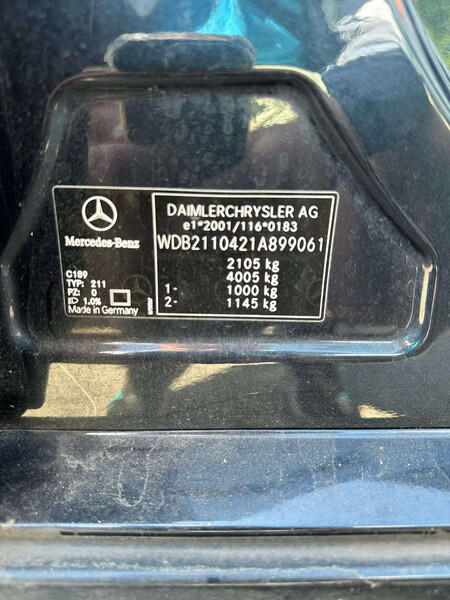 Mercedes-Benz
C189
TYP: 211
PZ: 0
1.0%
Made in Germany
DAIMLERCHRYSLER AG
e1*2001/116*0183
WDB2110421A899061
2105 kg
4005 kg
1- 1000 kg
2- 1145 kg